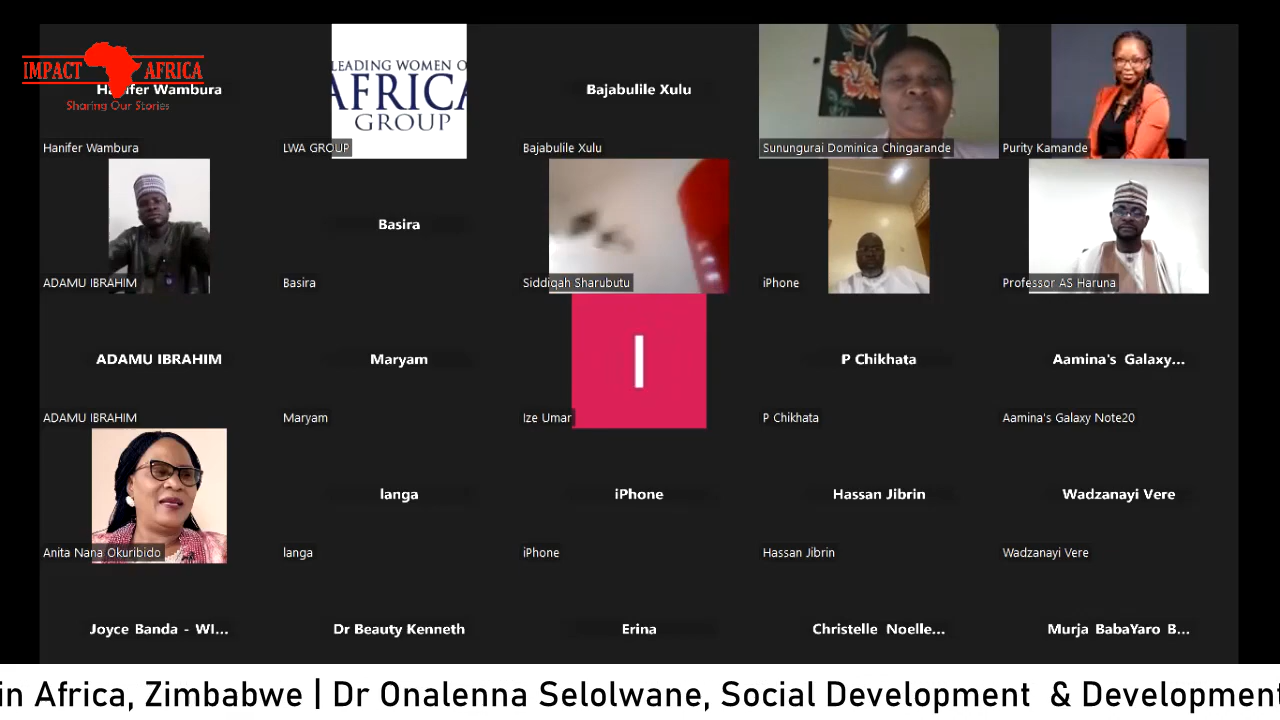 IMPACT AFRICA
Sharing Our Stories
Hanifer Wambura
Hanifer Wambura
LEADING WOMEN O
AFRICA
GROUP
LWA GROUP
Bajabulile Xulu
Bajabulile Xulu
Sunungurai Dominica Chingarande
Purity Kamande
ADAMU IBRAHIM
Basira
Basira
Siddiqah Sharubutu
iPhone
Professor AS Haruna
ADAMU IBRAHIM
ADAMU IBRAHIM
Maryam
Maryam
I
Ize Umar
P Chikhata
P Chikhata
Aamina's Galaxy...
Aamina's Galaxy Note20
Anita Nana Okuribido
langa
langa
iPhone
iPhone
Hassan Jibrin
Hassan Jibrin
Wadzanayi Vere
Wadzanayi Vere
Joyce Banda - WI...
Dr Beauty Kenneth
Erina
Christelle Noelle...
Murja BabaYaro B...
in Africa, Zimbabwe | Dr Onalenna Selolwane, Social Development & Development